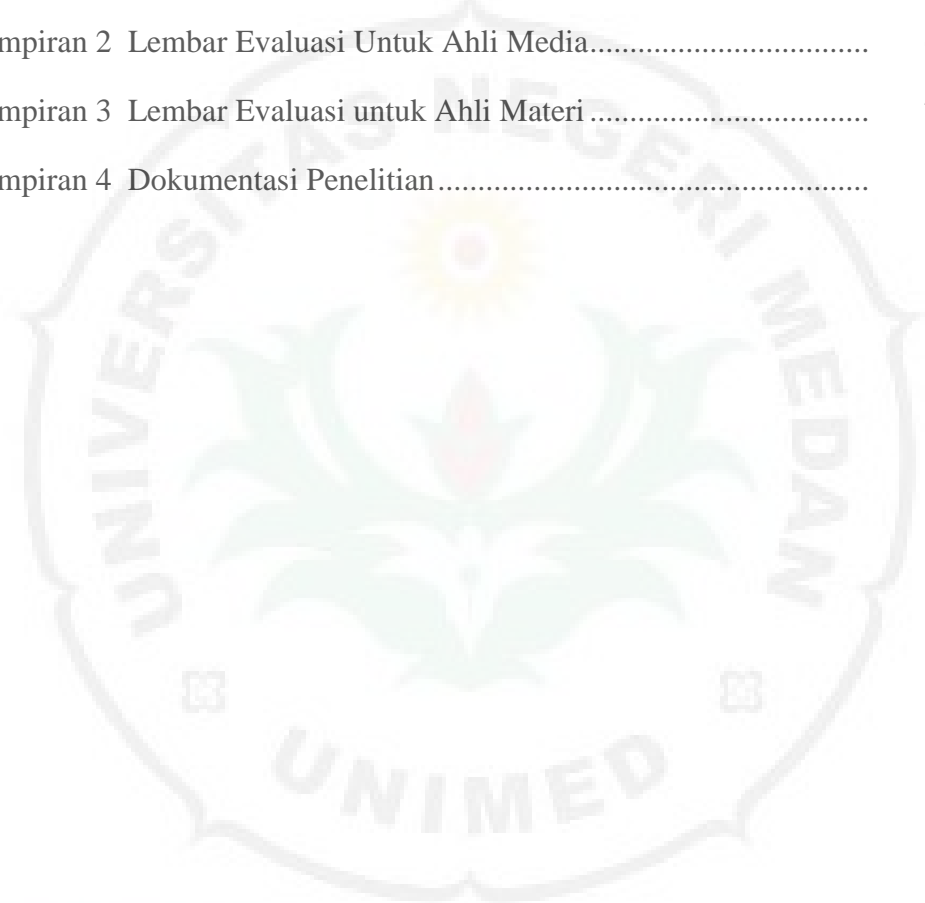 mpiran 2 Lembar Evaluasi Untuk Ahli Media...................................
mpiran 3 Lembar Evaluasi untuk Ahli Materi...................................
mpiran 4 Dokumentasi Penelitian......................................................
UNIVERSITAS NEGERI MEDAN
UNIMED